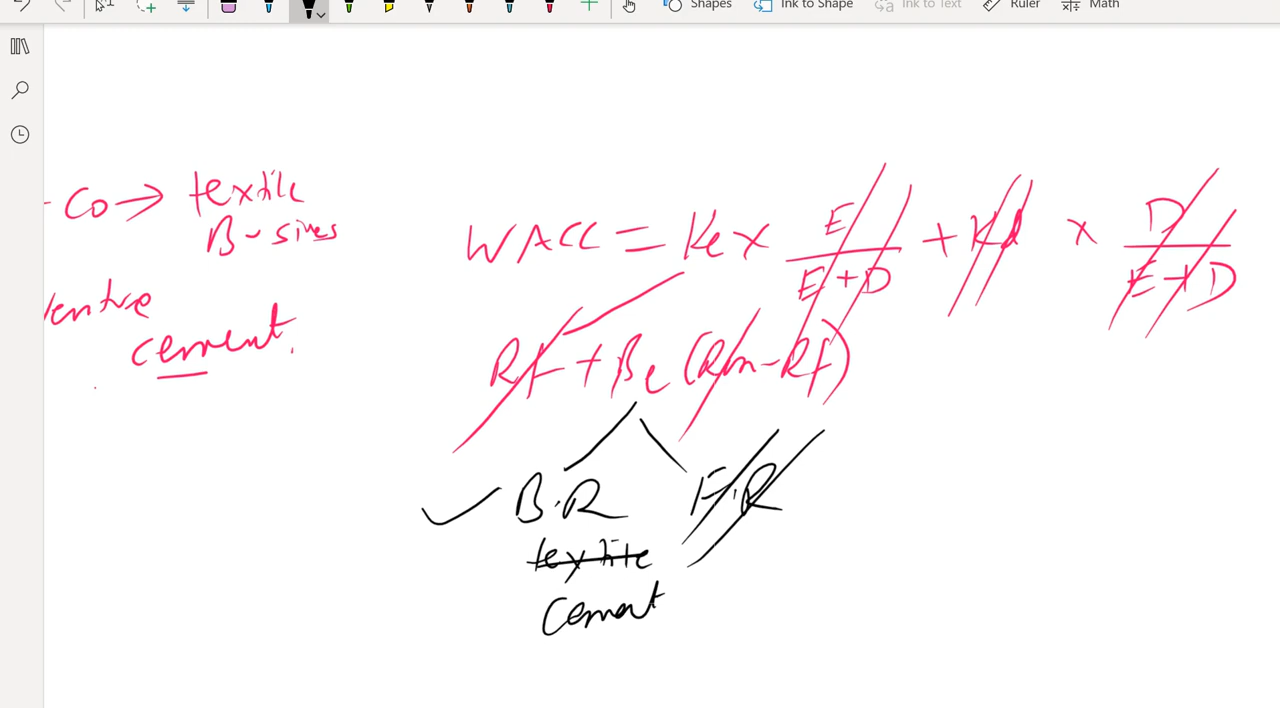 Shapes Ink to Shape Ink to Text Ruler Math
- Co → textile
B-sines
venture
cement.
WACC = Ke × E/E+D + Kd × D/E+D
Rf + Be (Rm-Rf)
B.R F.R
textile
Cement